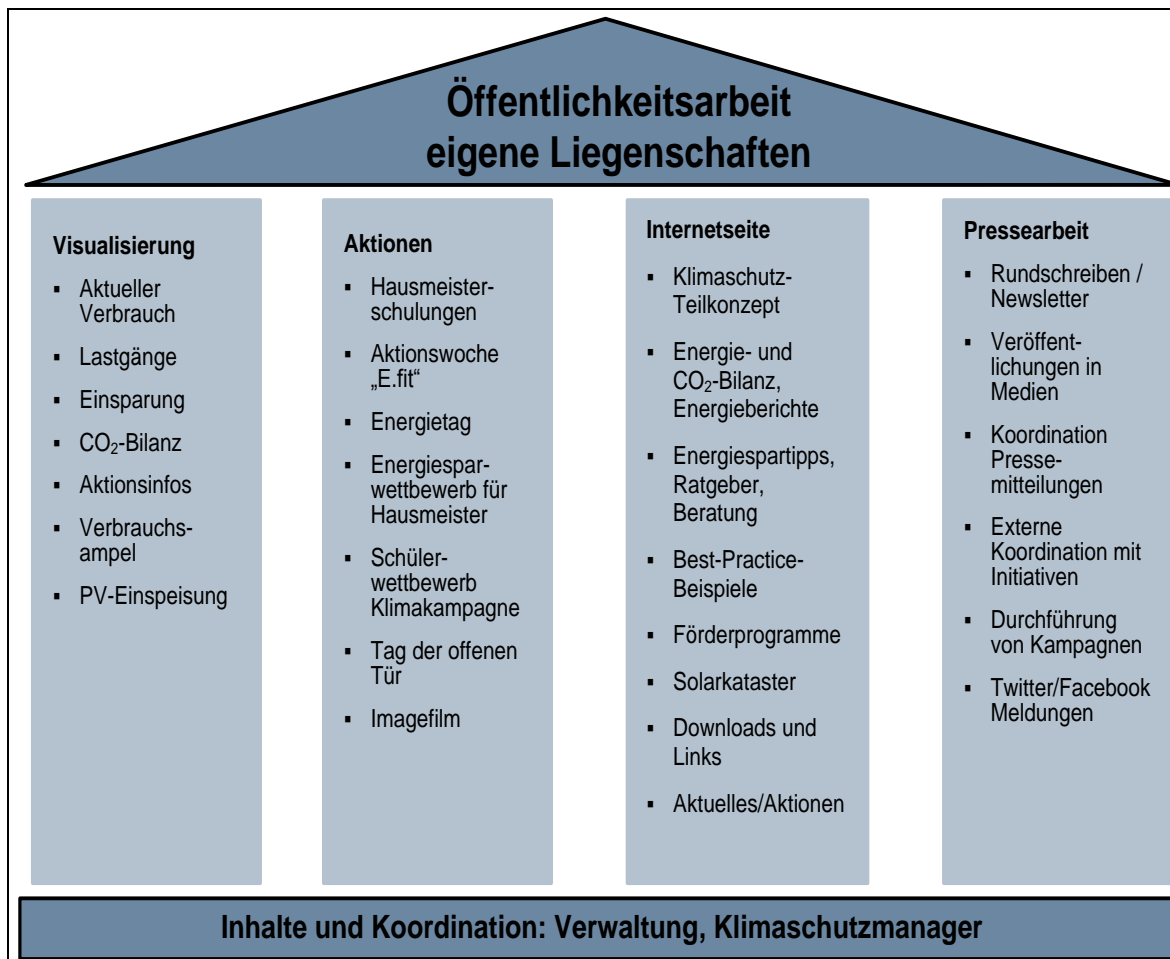 Öffentlichkeitsarbeit
eigene Liegenschaften
Visualisierung
▪ Aktueller
Verbrauch
▪ Lastgänge
▪ Einsparung
▪ CO₂-Bilanz
▪ Aktionsinfos
▪ Verbrauchs-
ampel
▪ PV-Einspeisung
Aktionen
▪ Hausmeister-
schulungen
▪ Aktionswoche
„E.fit“
▪ Energietag
▪ Energiespar-
wettbewerb für
Hausmeister
▪ Schüler-
wettbewerb
Klimakampagne
▪ Tag der offenen
Tür
▪ Imagefilm
Internetseite
▪ Klimaschutz-
Teilkonzept
▪ Energie- und
CO₂-Bilanz,
Energieberichte
▪ Energiespartipps,
Ratgeber,
Beratung
▪ Best-Practice-
Beispiele
▪ Förderprogramme
▪ Solarkataster
▪ Downloads und
Links
▪ Aktuelles/Aktionen
Pressearbeit
▪ Rundschreiben /
Newsletter
▪ Veröffent-
lichungen in
Medien
▪ Koordination
Presse-
mitteilungen
▪ Externe
Koordination mit
Initiativen
▪ Durchführung
von Kampagnen
▪ Twitter/Facebook
Meldungen
Inhalte und Koordination: Verwaltung, Klimaschutzmanager